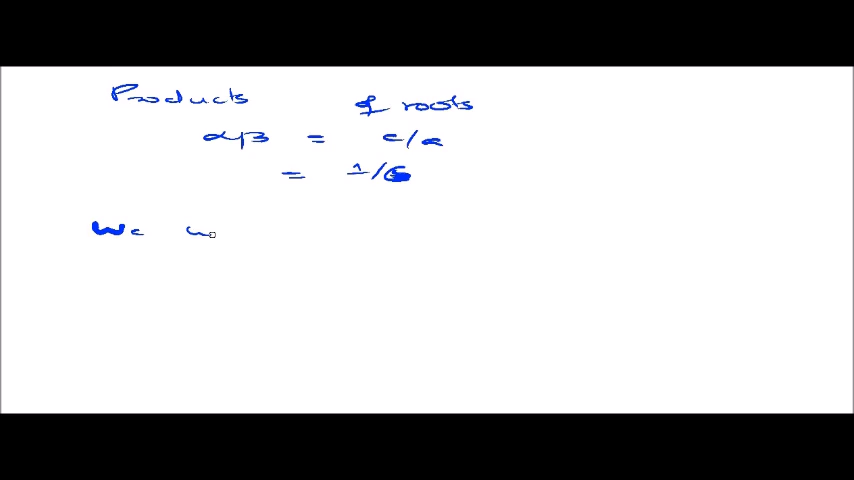 Products of roots
αβ = c/a
= 1/6
We